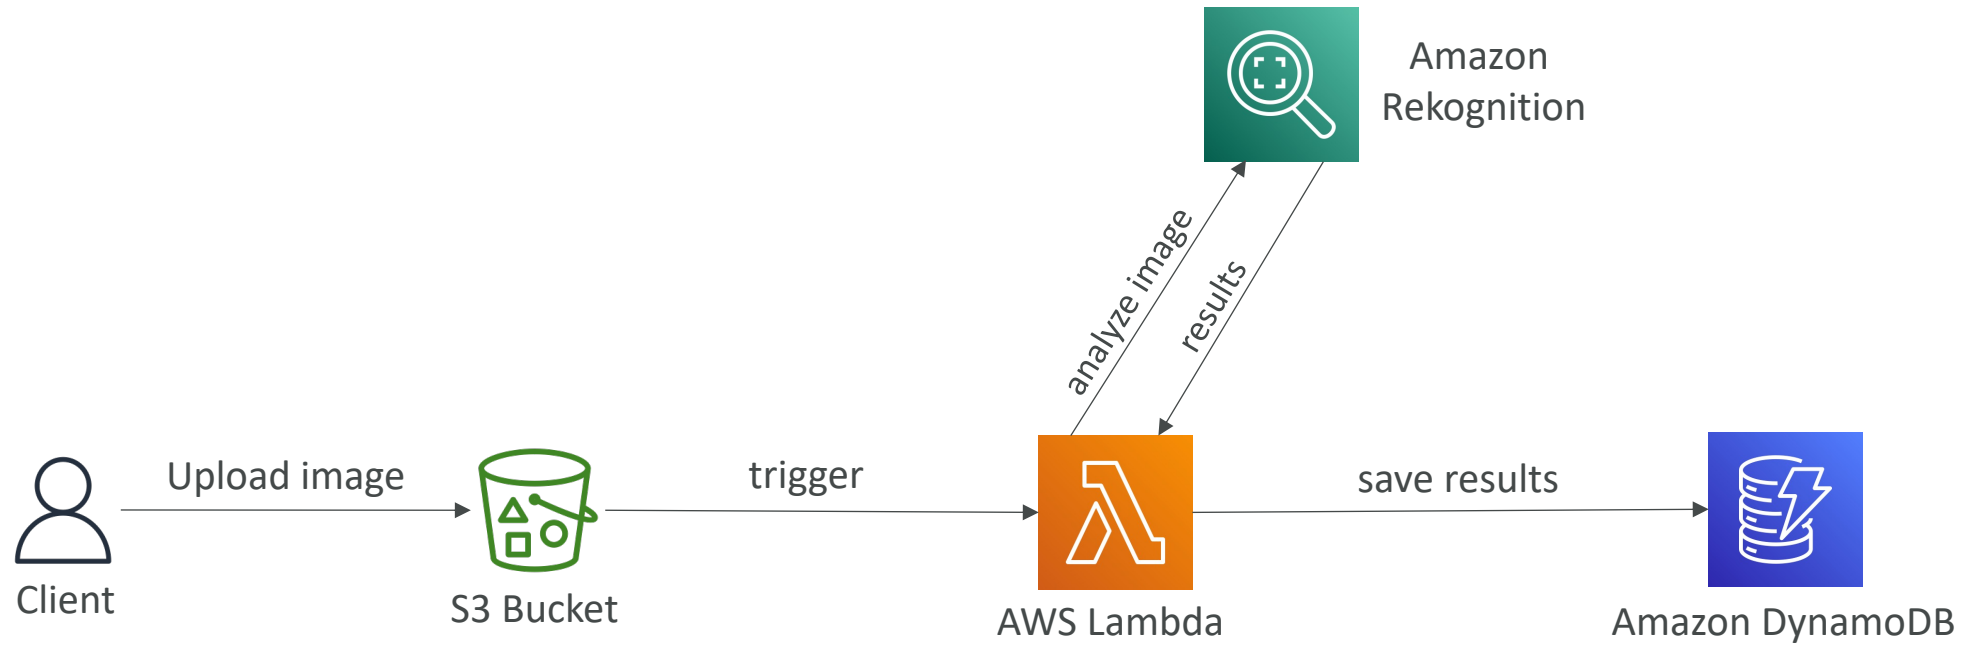 Amazon
Rekognition
analyze image
results
Upload image
trigger
save results
Client
S3 Bucket
AWS Lambda
Amazon DynamoDB